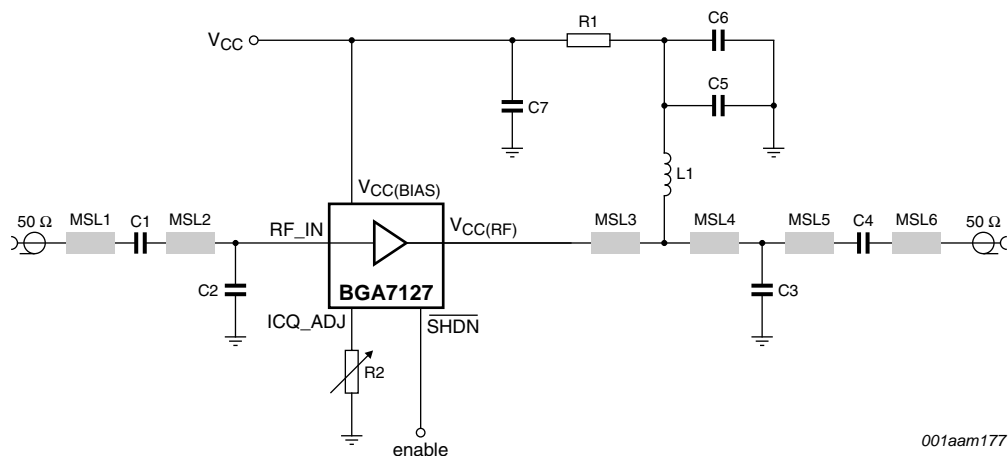 C6
R1
VCC
C5
C7
L1
VCC(BIAS)
50 Ω
MSL1
C1
MSL2
RF_IN
VCC(RF)
MSL3
MSL4
MSL5
C4
MSL6
50 Ω
C2
BGA7127
C3
ICQ_ADJ
SHDN
R2
enable
001aam177